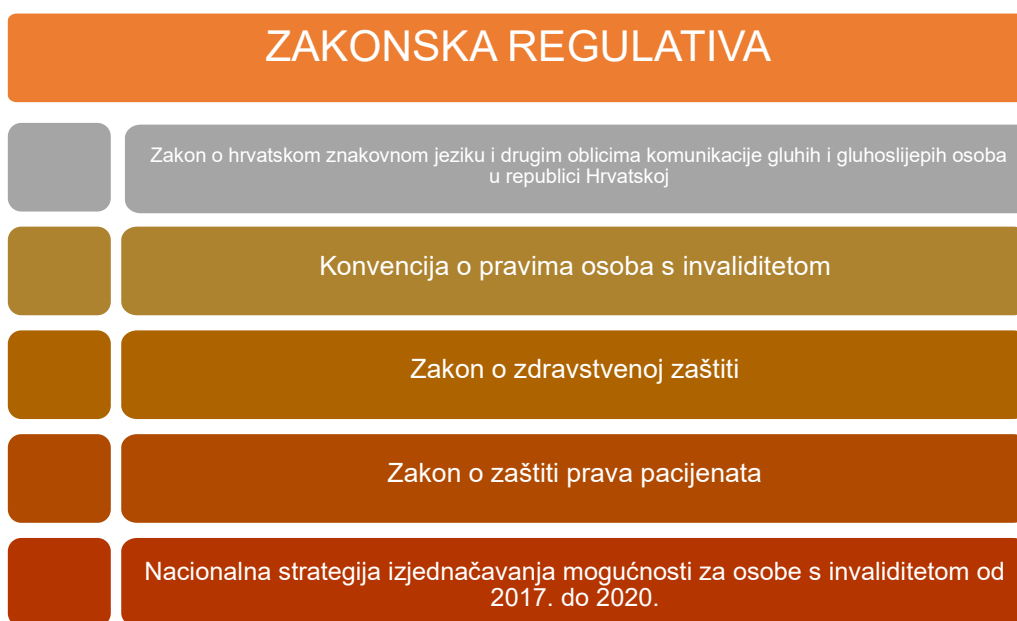 ZAKONSKA REGULATIVA
Zakon o hrvatskom znakovnom jeziku i drugim oblicima komunikacije gluhih i gluhoslijepih osoba
u republici Hrvatskoj
Konvencija o pravima osoba s invaliditetom
Zakon o zdravstvenoj zaštiti
Zakon o zaštiti prava pacijenata
Nacionalna strategija izjednačavanja mogućnosti za osobe s invaliditetom od
2017. do 2020.